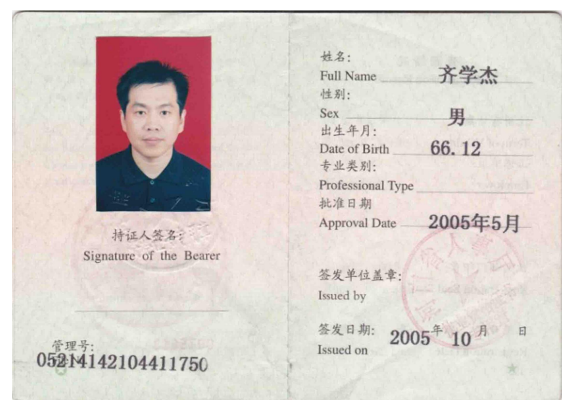 持证人签名:
Signature of the Bearer
管理号:
05214142104411750
姓名:
Full Name 齐学杰
性别:
Sex 男
出生年月:
Date of Birth 66.12
专业类别:
Professional Type
批准日期
Approval Date 2005年5月
签发单位盖章:
Issued by
签发日期: 2005 年 10 月 日
Issued on